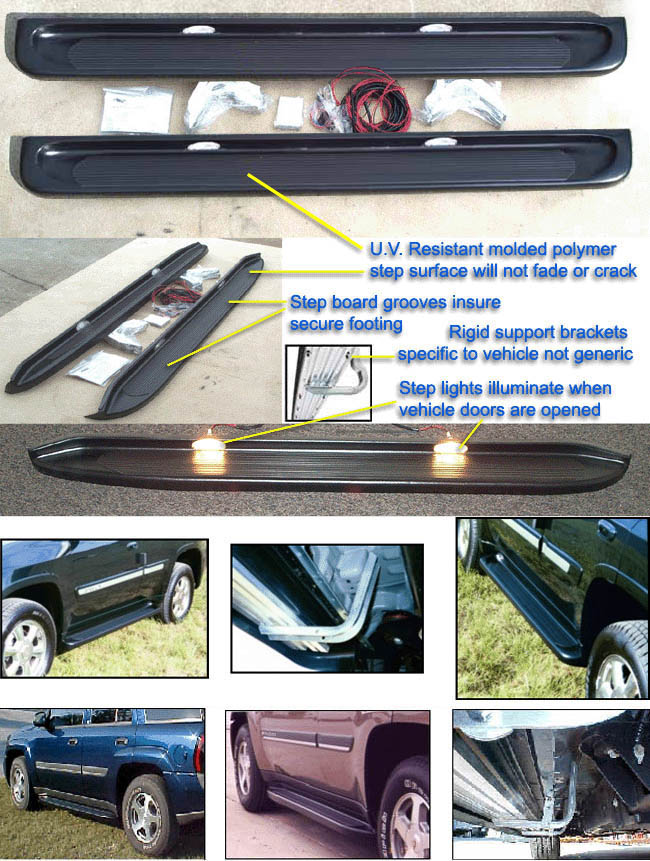 U.V. Resistant molded polymer
step surface will not fade or crack
Step board grooves insure
secure footing
Rigid support brackets
specific to vehicle not generic
Step lights illuminate when
vehicle doors are opened